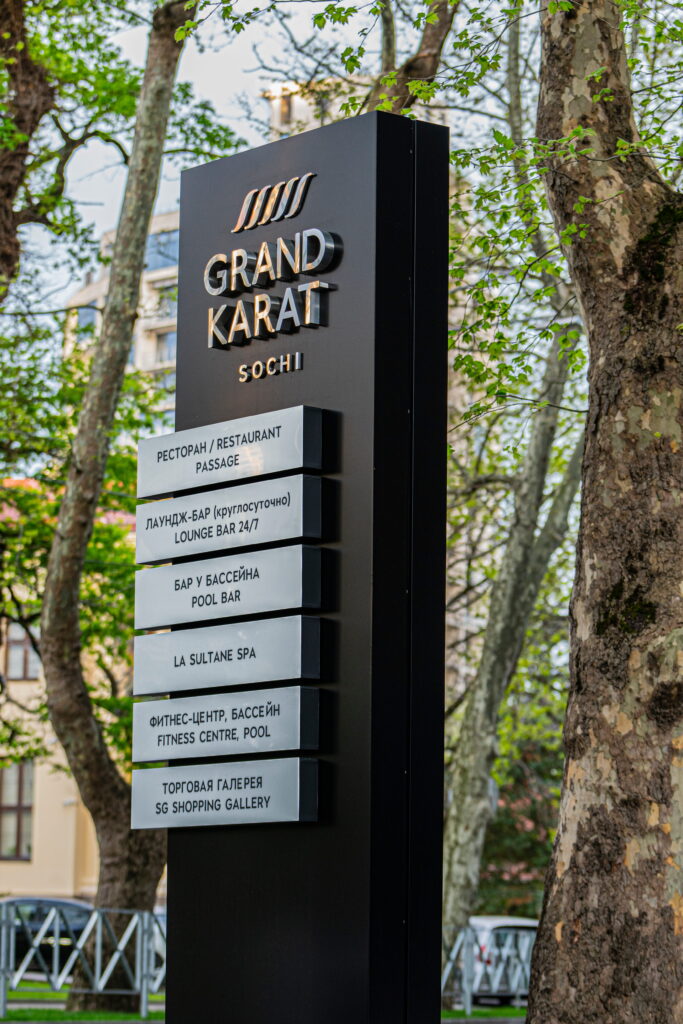 GRAND
KARAT
SOCHI
РЕСТОРАН / RESTAURANT
PASSAGE
ЛАУНДЖ-БАР (круглосуточно)
LOUNGE BAR 24/7
БАР У БАССЕЙНА
POOL BAR
LA SULTANE SPA
ФИТНЕС-ЦЕНТР, БАССЕЙН
FITNESS CENTRE, POOL
ТОРГОВАЯ ГАЛЕРЕЯ
SG SHOPPING GALLERY